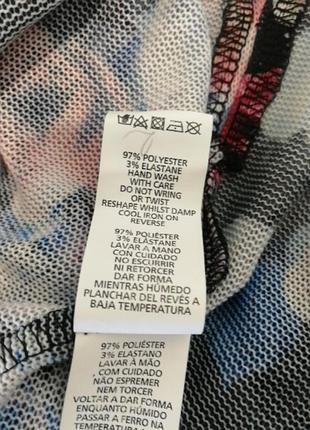 97% POLYESTER
3% ELASTANE
HAND WASH
WITH CARE
DO NOT WRING
OR TWIST
RESHAPE WHILST DAMP
COOL IRON ON
REVERSE
97% POLIÉSTER
3% ELASTANE
LAVAR A MANO
CON CUIDADO
NO ESCURRIR
NI RETORCER
DAR FORMA
MIENTRAS HÚMEDO
PLANCHAR DEL REVÉS A
BAJA TEMPERATURA
97% POLIÉSTER
3% ELASTANO
LAVAR À MÃO
COM CUIDADO
NÃO ESPREMER
NEM TORCER
VOLTAR A DAR FORMA
ENQUANTO HÚMIDO
PASSAR A FERRO NA
TEMPERATURA